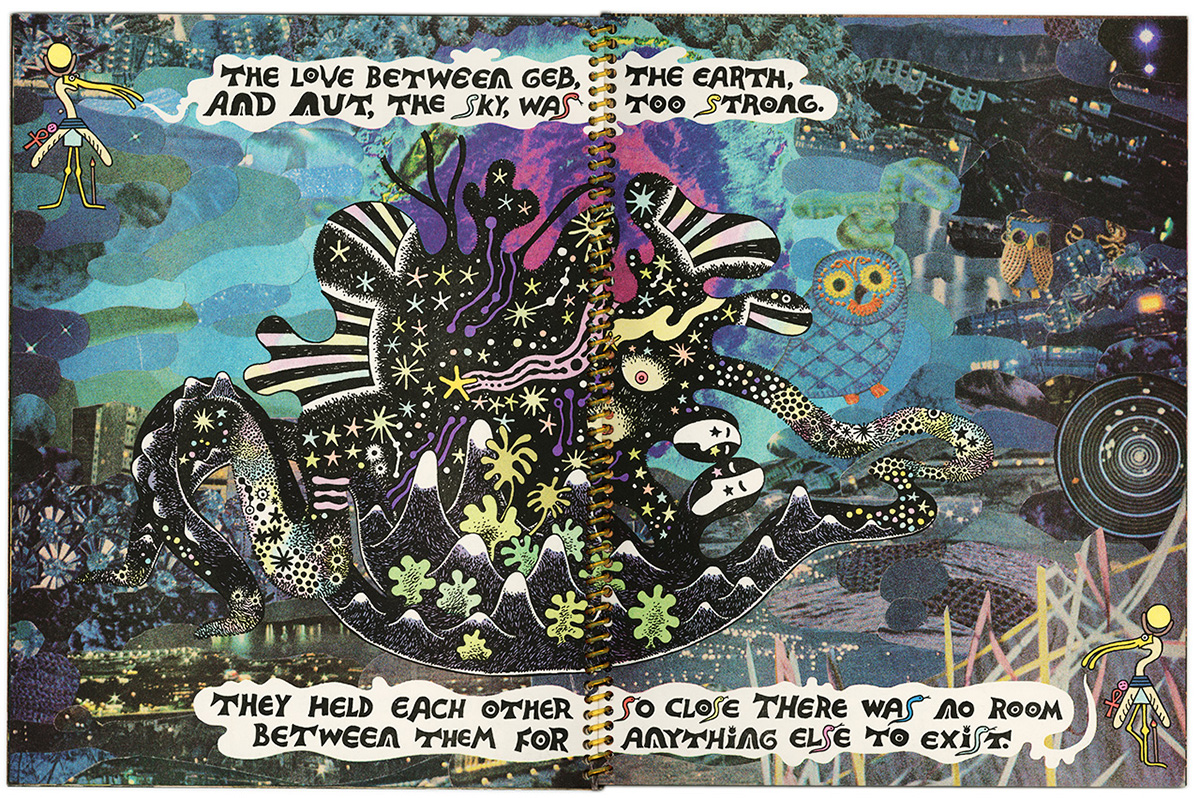 THE LOVE BETWEEN GEB, THE EARTH,
AND NUT, THE SKY, WAS TOO STRONG.
THEY HELD EACH OTHER SO CLOSE THERE WAS NO ROOM
BETWEEN THEM FOR ANYTHING ELSE TO EXIST.